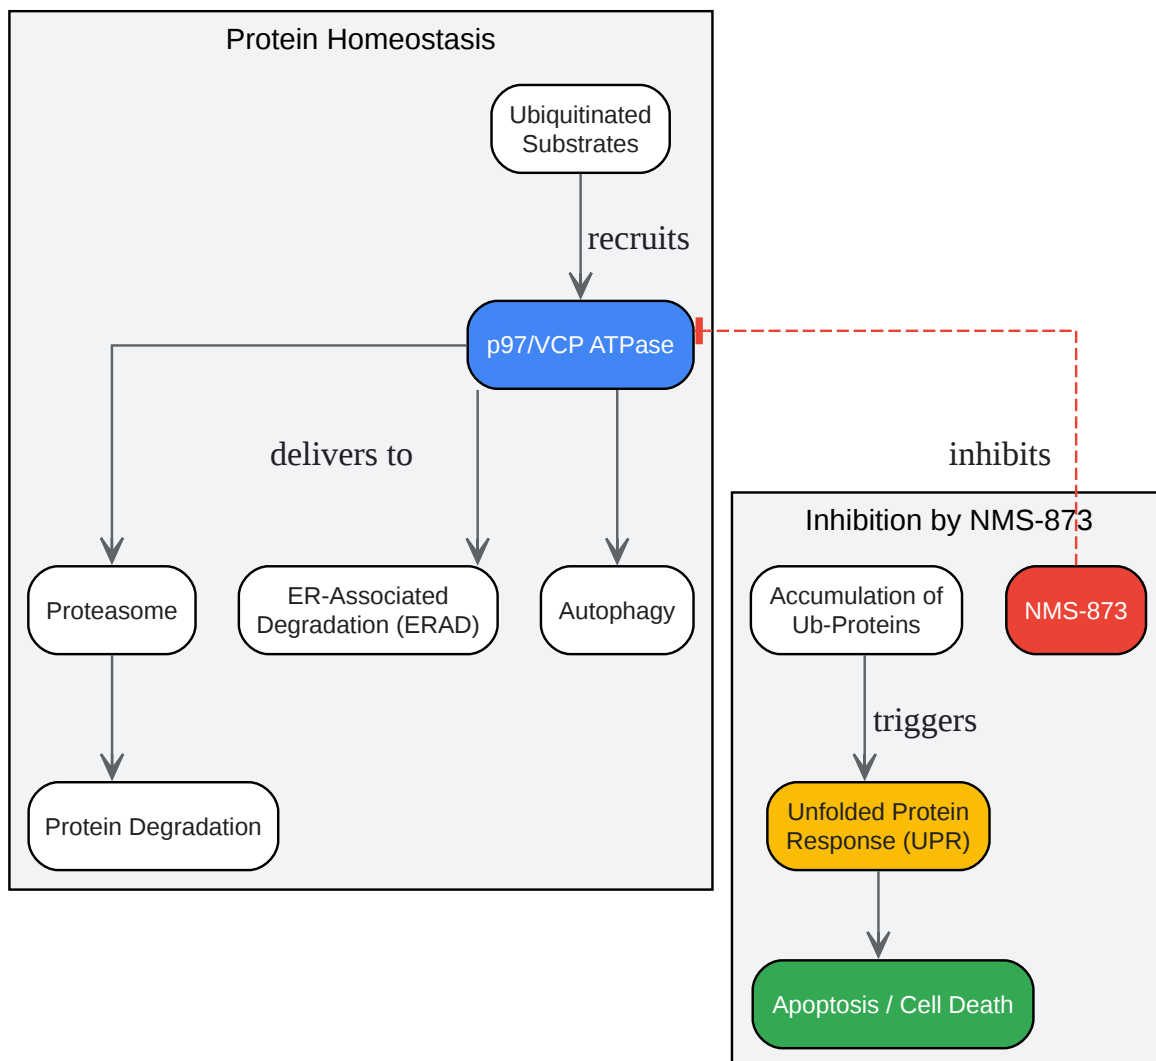 Protein Homeostasis
Ubiquitinated
Substrates
recruits
p97/VCP ATPase
delivers to
inhibits
Proteasome
ER-Associated
Degradation (ERAD)
Autophagy
Protein Degradation
Inhibition by NMS-873
Accumulation of
Ub-Proteins
NMS-873
triggers
Unfolded Protein
Response (UPR)
Apoptosis / Cell Death